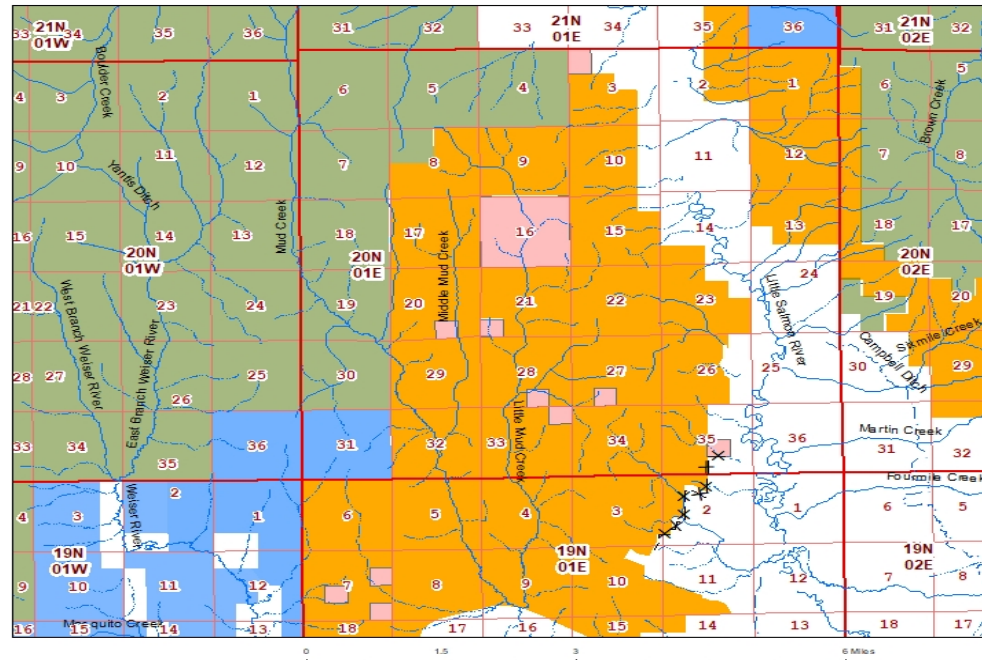 33 34 35 36 31 32 33 34 35 36 31 32
21N 01W
21N 01E
21N 02E
Boulder Creek
4 3 2 1 6 5 4 3 2 1 6 5
Brown Creek
9 10 11 12 7 8 9 10 11 12 7 8
Yantis Ditch
16 15 14 13 18 17 16 15 14 13 18 17
Mud Creek
Middle Mud Creek
20N 01W
20N 01E
20N 02E
21 22 23 24 19 20 21 22 23 24 19 20
West Branch Weiser River
East Branch Weiser River
Little Salmon River
Sixmile Creek
Campbell Ditch
28 27 26 25 30 29 28 27 26 25 30 29
Little Mud Creek
33 34 35 36 31 32 33 34 35 36 31 32
Martin Creek
Fourmile Creek
4 3 2 1 6 5 4 3 2 1 6 5
Weiser River
19N 01W
19N 01E
19N 02E
9 10 11 12 7 8 9 10 11 12 7 8
Mosquito Creek
16 15 14 13 18 17 16 15 14 13 18 17
0 1.5 3 6 Miles